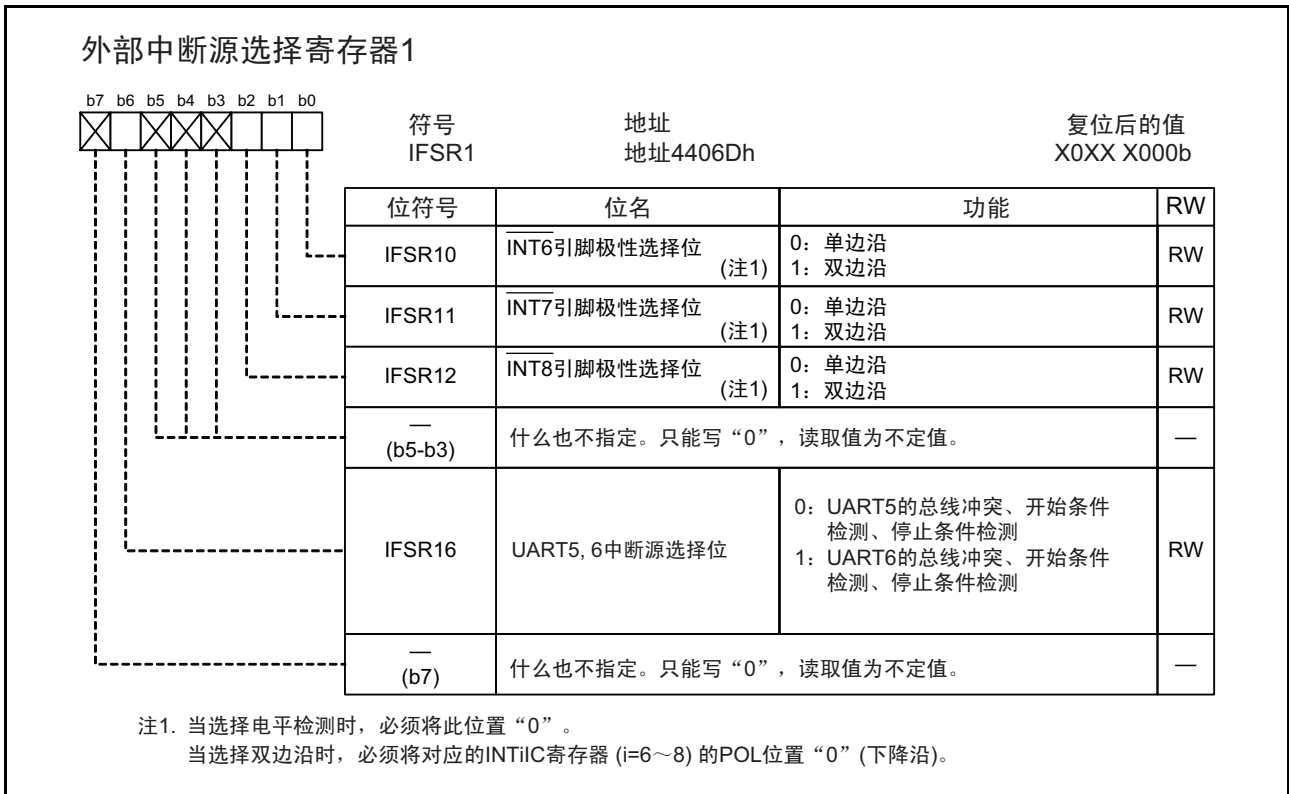 外部中断源选择寄存器1
b7 b6 b5 b4 b3 b2 b1 b0
符号 地址 复位后的值
IFSR1 地址4406Dh X0XX X000b
位符号 位名 功能 RW
IFSR10 INT6引脚极性选择位 (注1) 0：单边沿 RW
1：双边沿
IFSR11 INT7引脚极性选择位 (注1) 0：单边沿 RW
1：双边沿
IFSR12 INT8引脚极性选择位 (注1) 0：单边沿 RW
1：双边沿
—
(b5-b3) 什么也不指定。只能写“0”，读取值为不定值。 —
IFSR16 UART5, 6中断源选择位 0：UART5的总线冲突、开始条件 RW
检测、停止条件检测
1：UART6的总线冲突、开始条件
检测、停止条件检测
—
(b7) 什么也不指定。只能写“0”，读取值为不定值。 —
注1. 当选择电平检测时，必须将此位置“0”。
当选择双边沿时，必须将对应的INTiIC寄存器 (i=6～8) 的POL位置“0”(下降沿)。